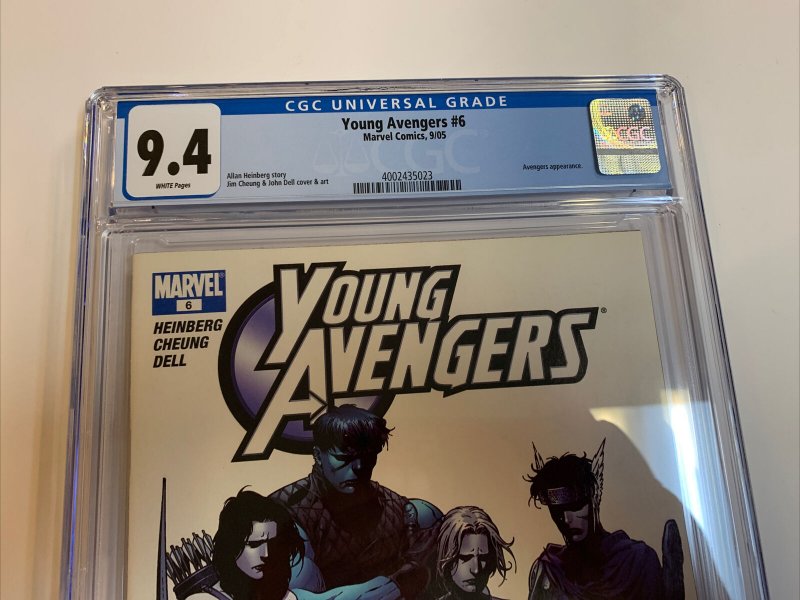 CGC UNIVERSAL GRADE
9.4
WHITE Pages
Young Avengers #6
Marvel Comics, 9/05
Allan Heinberg story
Jim Cheung & John Dell cover & art
4002435023
Avengers appearance.
CGC
CGC
MARVEL
6
HEINBERG
CHEUNG
DELL
YOUNG
AVENGERS®